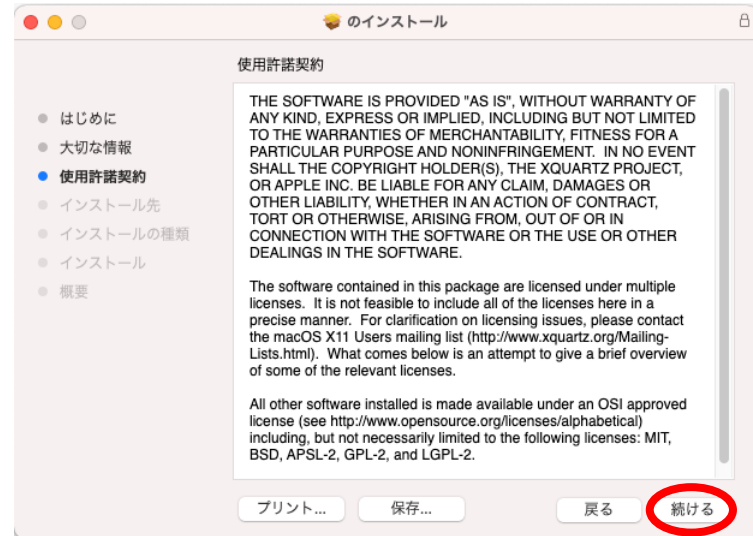 のインストール
使用許諾契約
はじめに
大切な情報
使用許諾契約
インストール先
インストールの種類
インストール
概要
THE SOFTWARE IS PROVIDED "AS IS", WITHOUT WARRANTY OF
ANY KIND, EXPRESS OR IMPLIED, INCLUDING BUT NOT LIMITED
TO THE WARRANTIES OF MERCHANTABILITY, FITNESS FOR A
PARTICULAR PURPOSE AND NONINFRINGEMENT.  IN NO EVENT
SHALL THE COPYRIGHT HOLDER(S), THE XQUARTZ PROJECT,
OR APPLE INC. BE LIABLE FOR ANY CLAIM, DAMAGES OR
OTHER LIABILITY, WHETHER IN AN ACTION OF CONTRACT,
TORT OR OTHERWISE, ARISING FROM, OUT OF OR IN
CONNECTION WITH THE SOFTWARE OR THE USE OR OTHER
DEALINGS IN THE SOFTWARE.
The software contained in this package are licensed under multiple
licenses.  It is not feasible to include all of the licenses here in a
precise manner.  For clarification on licensing issues, please contact
the macOS X11 Users mailing list (http://www.xquartz.org/Mailing-
Lists.html).  What comes below is an attempt to give a brief overview
of some of the relevant licenses.
All other software installed is made available under an OSI approved
license (see http://www.opensource.org/licenses/alphabetical)
including, but not necessarily limited to the following licenses: MIT,
BSD, APSL-2, GPL-2, and LGPL-2.
プリント...
保存...
戻る
続ける